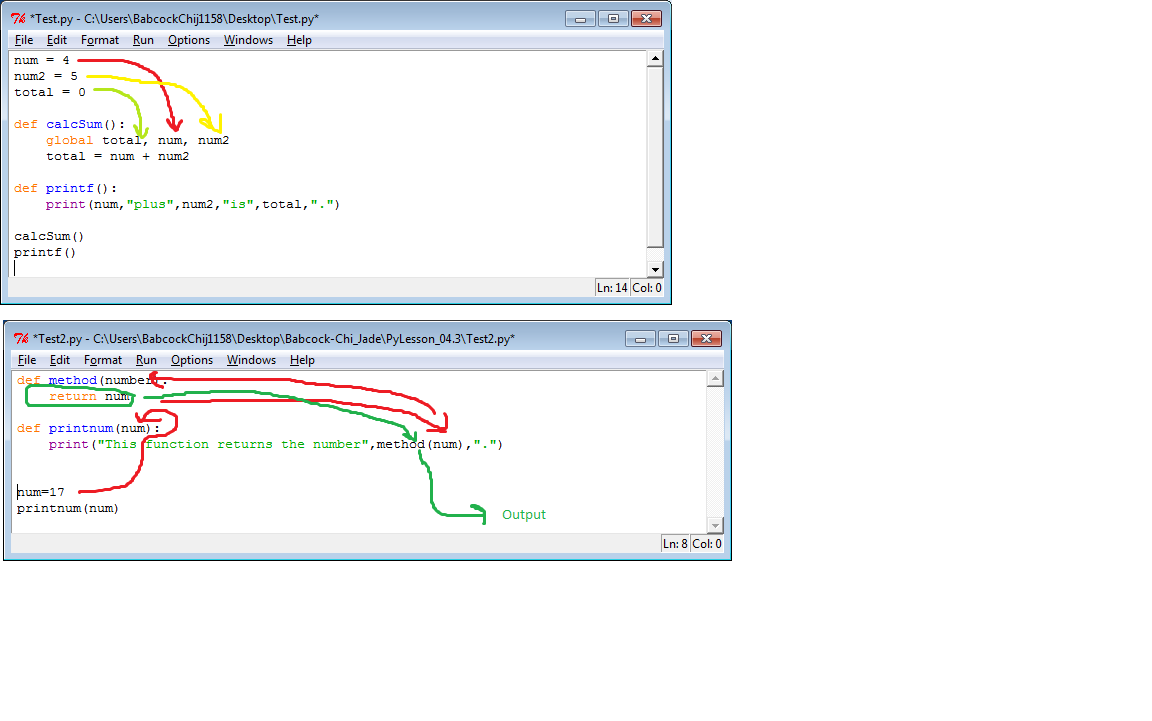 *Test.py - C:\Users\BabcockChij1158\Desktop\Test.py*
File Edit Format Run Options Windows Help
num = 4
num2 = 5
total = 0
def calcSum():
global total, num, num2
total = num + num2
def printf():
print(num,"plus",num2,"is",total,".")
calcSum()
printf()
Ln: 14 Col: 0
*Test2.py - C:\Users\BabcockChij1158\Desktop\Babcock-Chi_Jade\PyLesson_04.3\Test2.py*
File Edit Format Run Options Windows Help
def method(number):
return num
def printnum(num):
print("This function returns the number",method(num),".")
num=17
printnum(num)
Output
Ln: 8 Col: 0